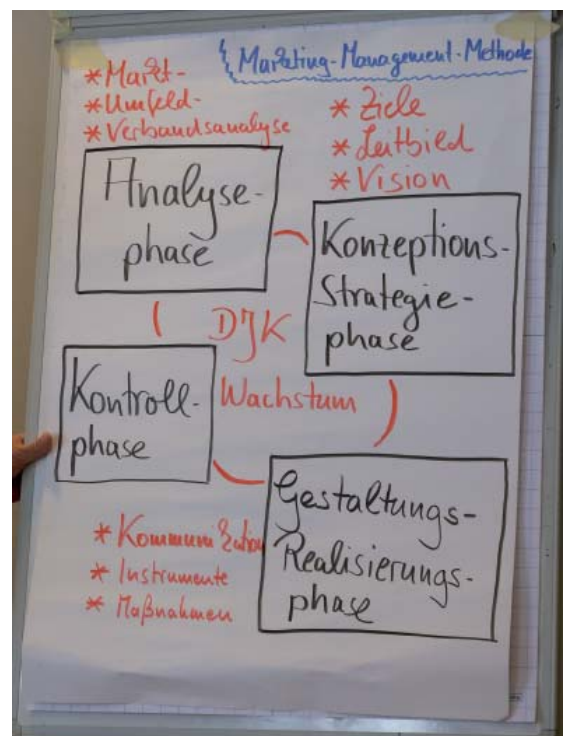 Marketing-Management-Methode
* Markt-
* Umfeld-
* Verbandsanalyse
Analyse-
phase
* Ziele
* Leitbild
* Vision
Konzeptions-
Strategie-
phase
DJK
Wachstum
Kontroll-
phase
Gestaltungs-
Realisierungs-
phase
* Kommunikation
* Instrumente
* Maßnahmen